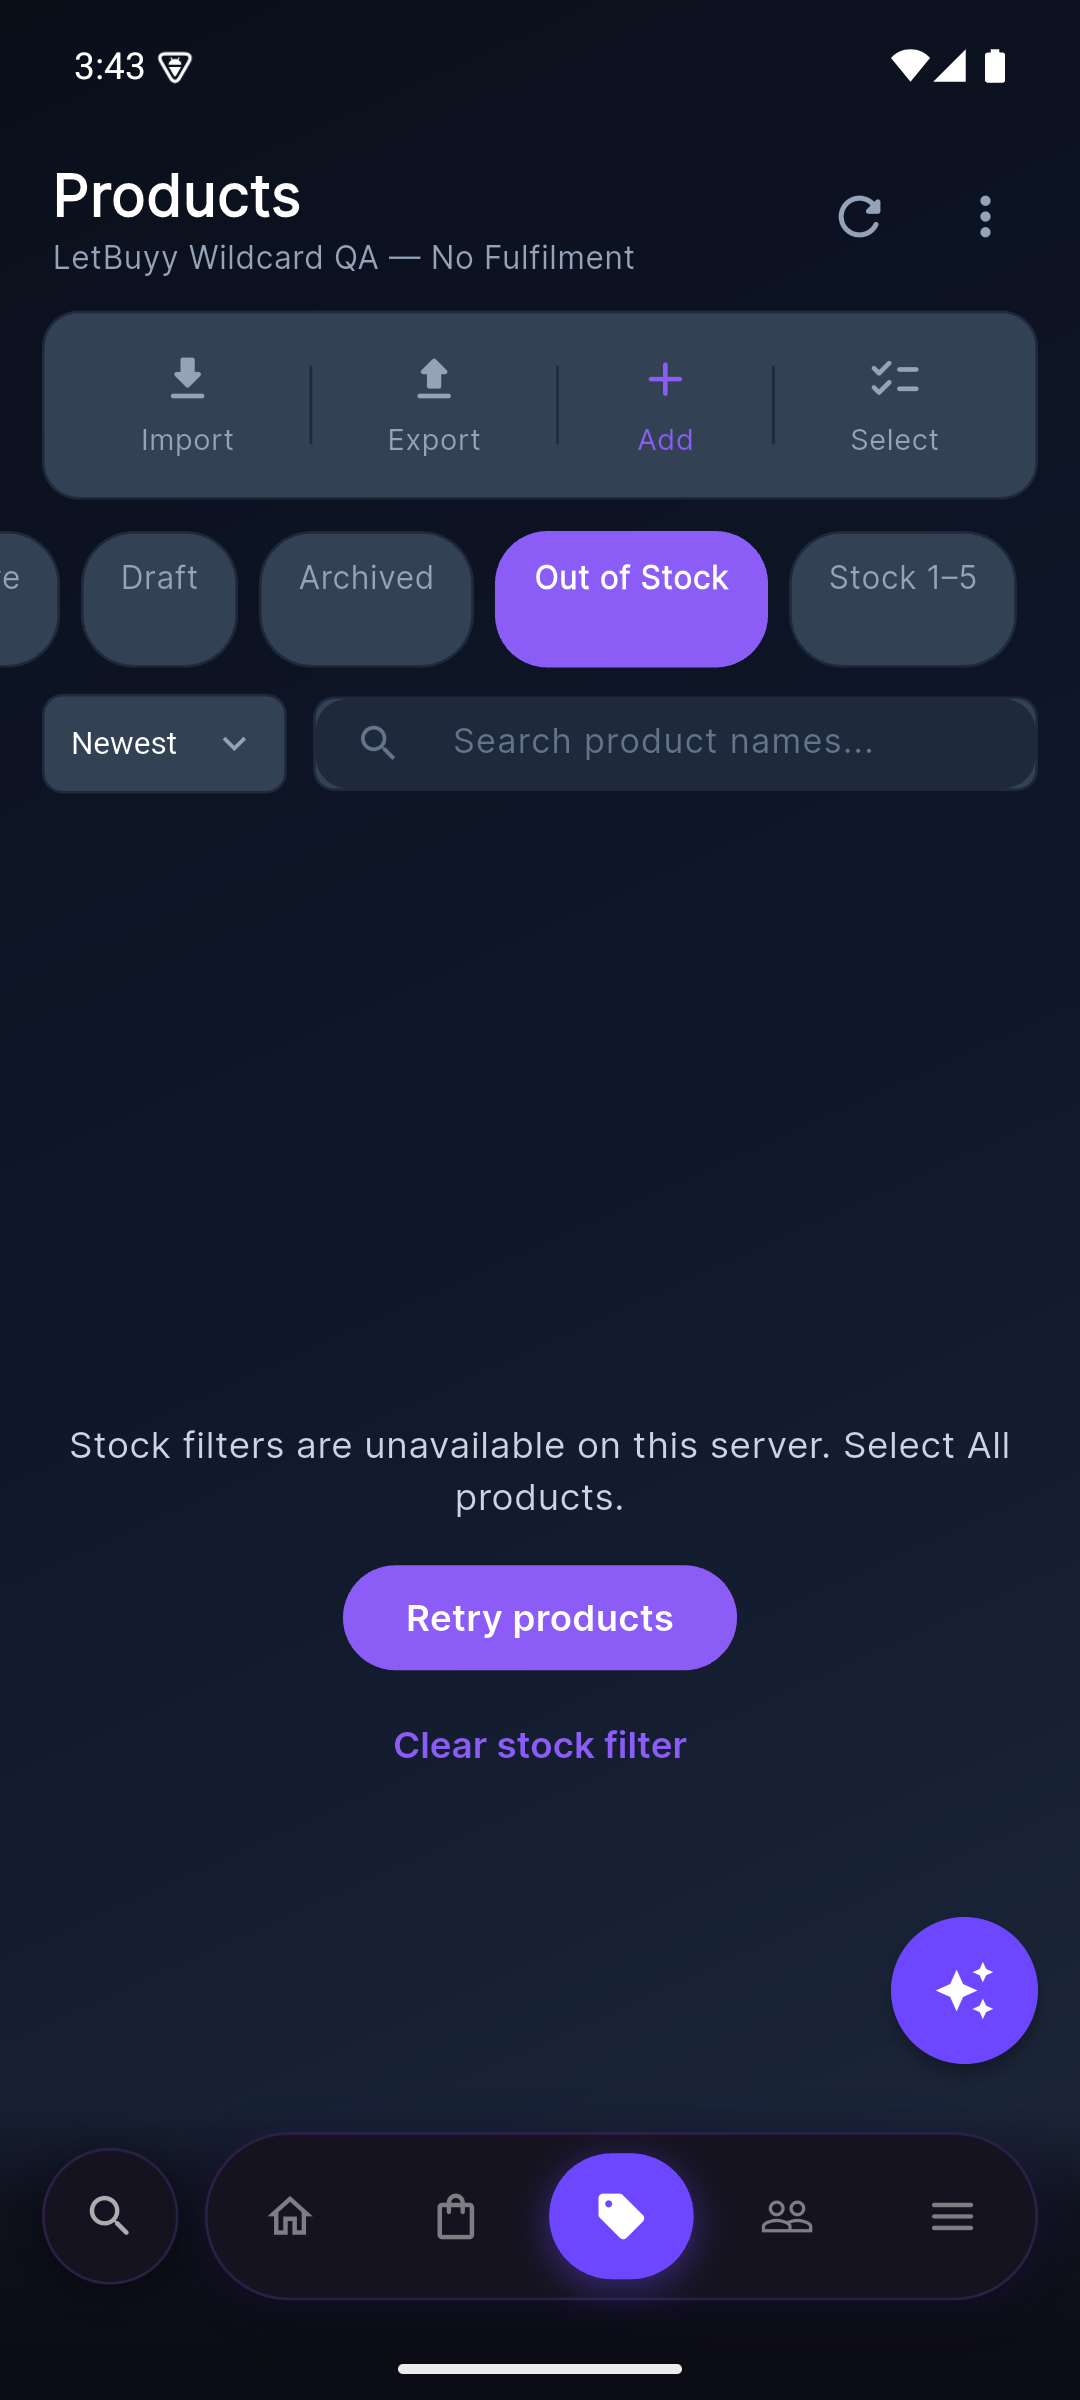 3:43
Products
LetBuyy Wildcard QA — No Fulfilment
Import
Export
Add
Select
e
Draft
Archived
Out of Stock
Stock 1–5
Newest
Search product names...
Stock filters are unavailable on this server. Select All
products.
Retry products
Clear stock filter